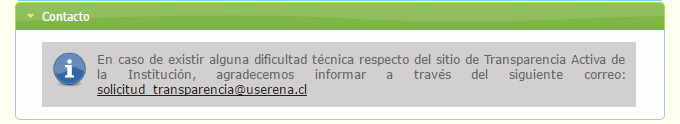 Contacto
En caso de existir alguna dificultad técnica respecto del sitio de Transparencia Activa de
la Institución, agradecemos informar a través del siguiente correo:
solicitud_transparencia@userena.cl